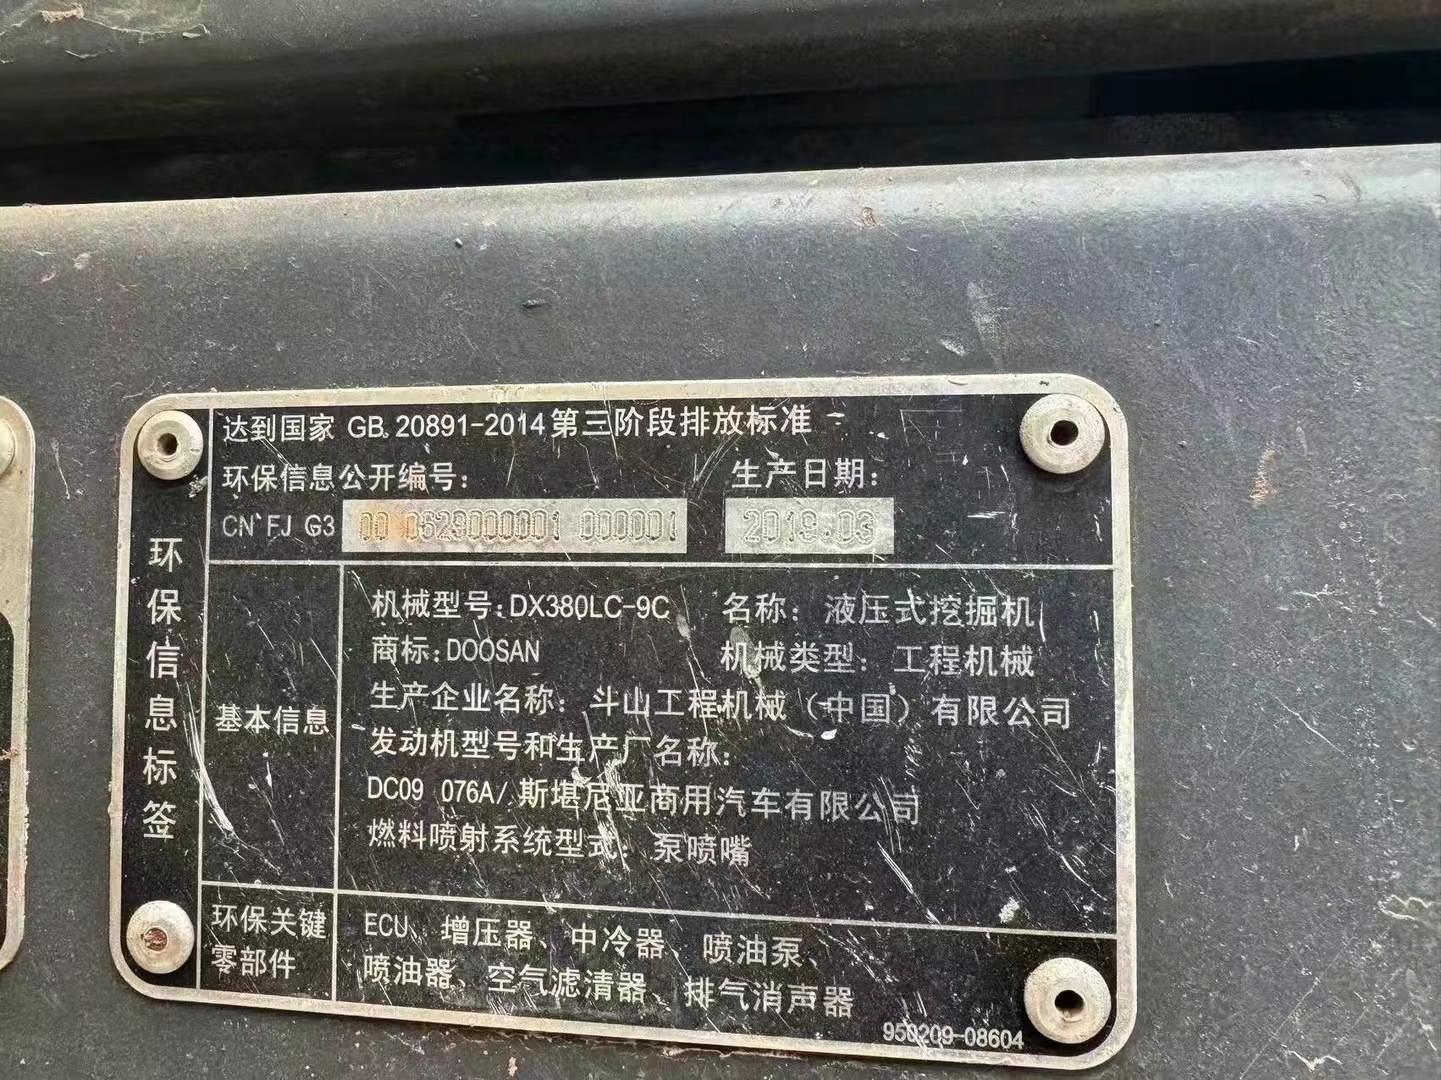 达到国家 GB 20891-2014第三阶段排放标准
环保信息公开编号：
生产日期：
CN FJ G3 00 0629000001 000001
2019.03
环保信息标签
基本信息
机械型号：DX380LC-9C 名称：液压式挖掘机
商标：DOOSAN 机械类型：工程机械
生产企业名称：斗山工程机械（中国）有限公司
发动机型号和生产厂名称：
DC09 076A/斯堪尼亚商用汽车有限公司
燃料喷射系统型式：泵喷嘴
环保关键
零部件
ECU、增压器、中冷器、喷油泵、
喷油器、空气滤清器、排气消声器
950209-08604